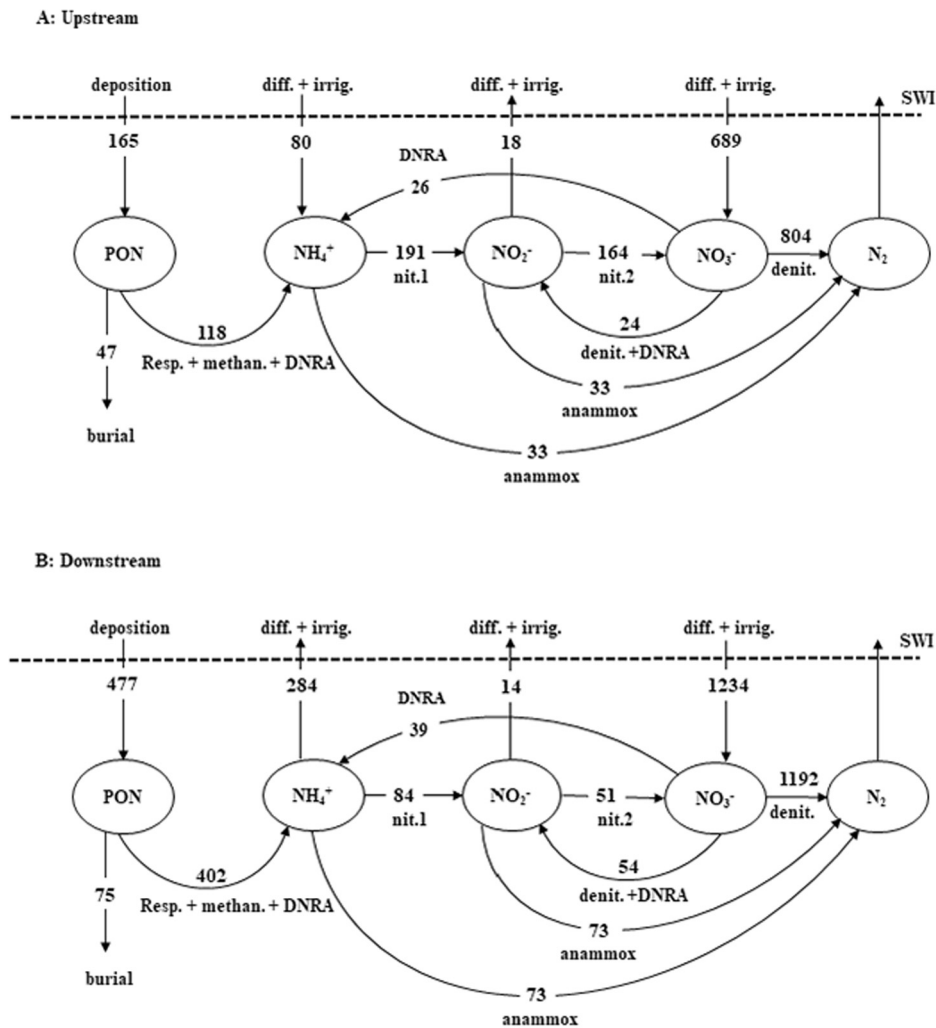 A: Upstream
deposition diff. + irrig. diff. + irrig. diff. + irrig.
SWI
165 80 18 689
DNRA
26
PON NH₄⁺ 191 NO₂⁻ 164 NO₃⁻ 804 N₂
nit.1 nit.2 denit.
118 24
47 Resp. + methan. + DNRA denit. +DNRA
33
anammox
burial
33
anammox
B: Downstream
deposition diff. + irrig. diff. + irrig. diff. + irrig.
SWI
477 284 14 1234
DNRA
39
PON NH₄⁺ 84 NO₂⁻ 51 NO₃⁻ 1192 N₂
nit.1 nit.2 denit.
402 54
75 Resp. + methan. + DNRA denit. +DNRA
73
anammox
burial
73
anammox